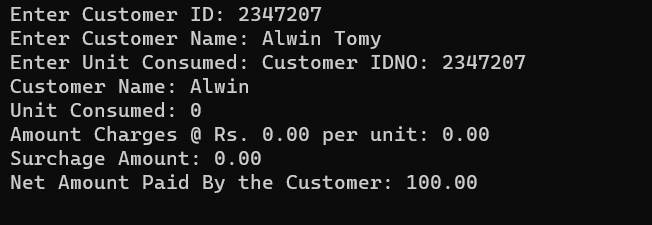 Enter Customer ID: 2347207
Enter Customer Name: Alwin Tomy
Enter Unit Consumed: Customer IDNO: 2347207
Customer Name: Alwin
Unit Consumed: 0
Amount Charges @ Rs. 0.00 per unit: 0.00
Surchage Amount: 0.00
Net Amount Paid By the Customer: 100.00